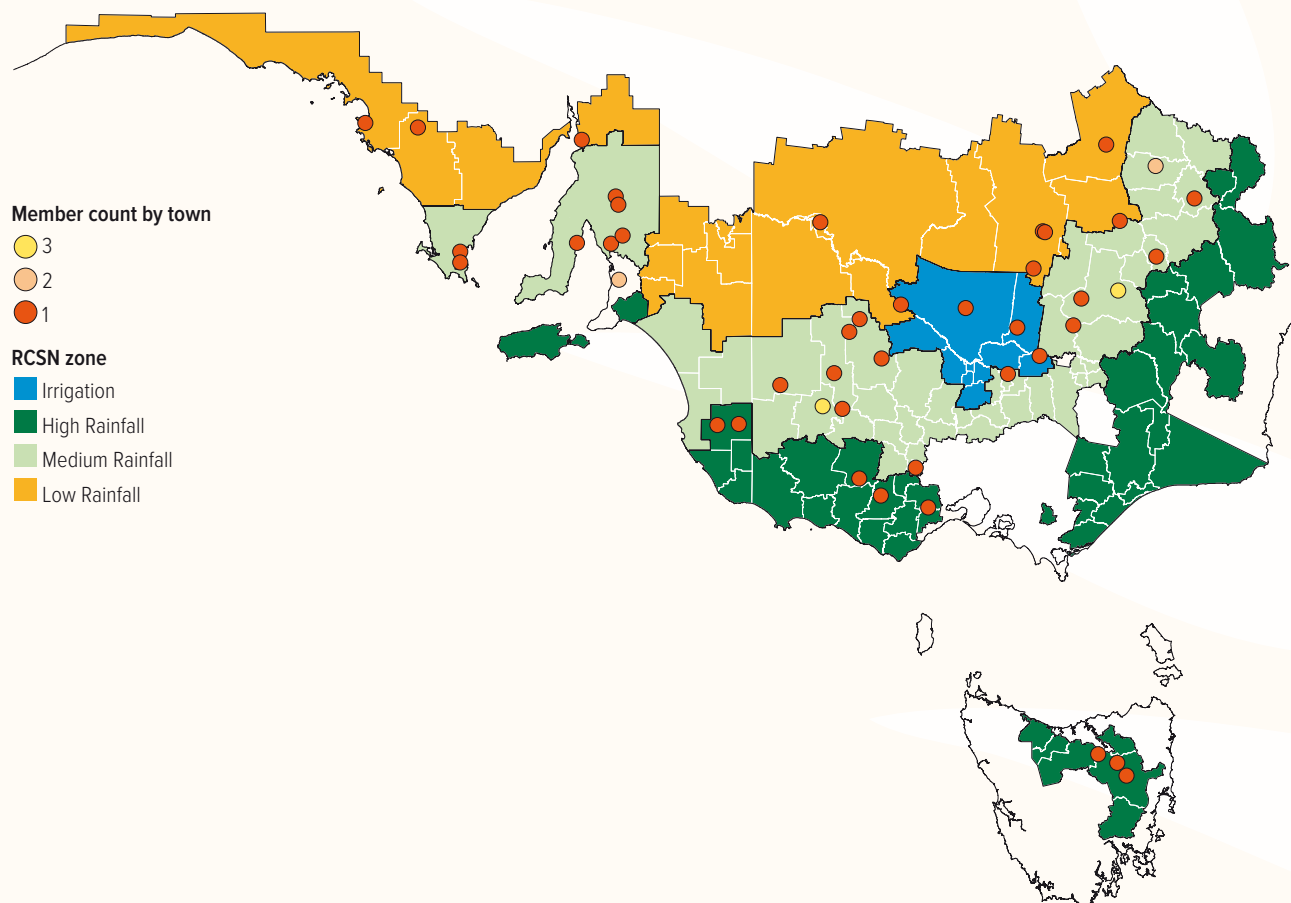 Member count by town
3
2
1
RCSN zone
Irrigation
High Rainfall
Medium Rainfall
Low Rainfall